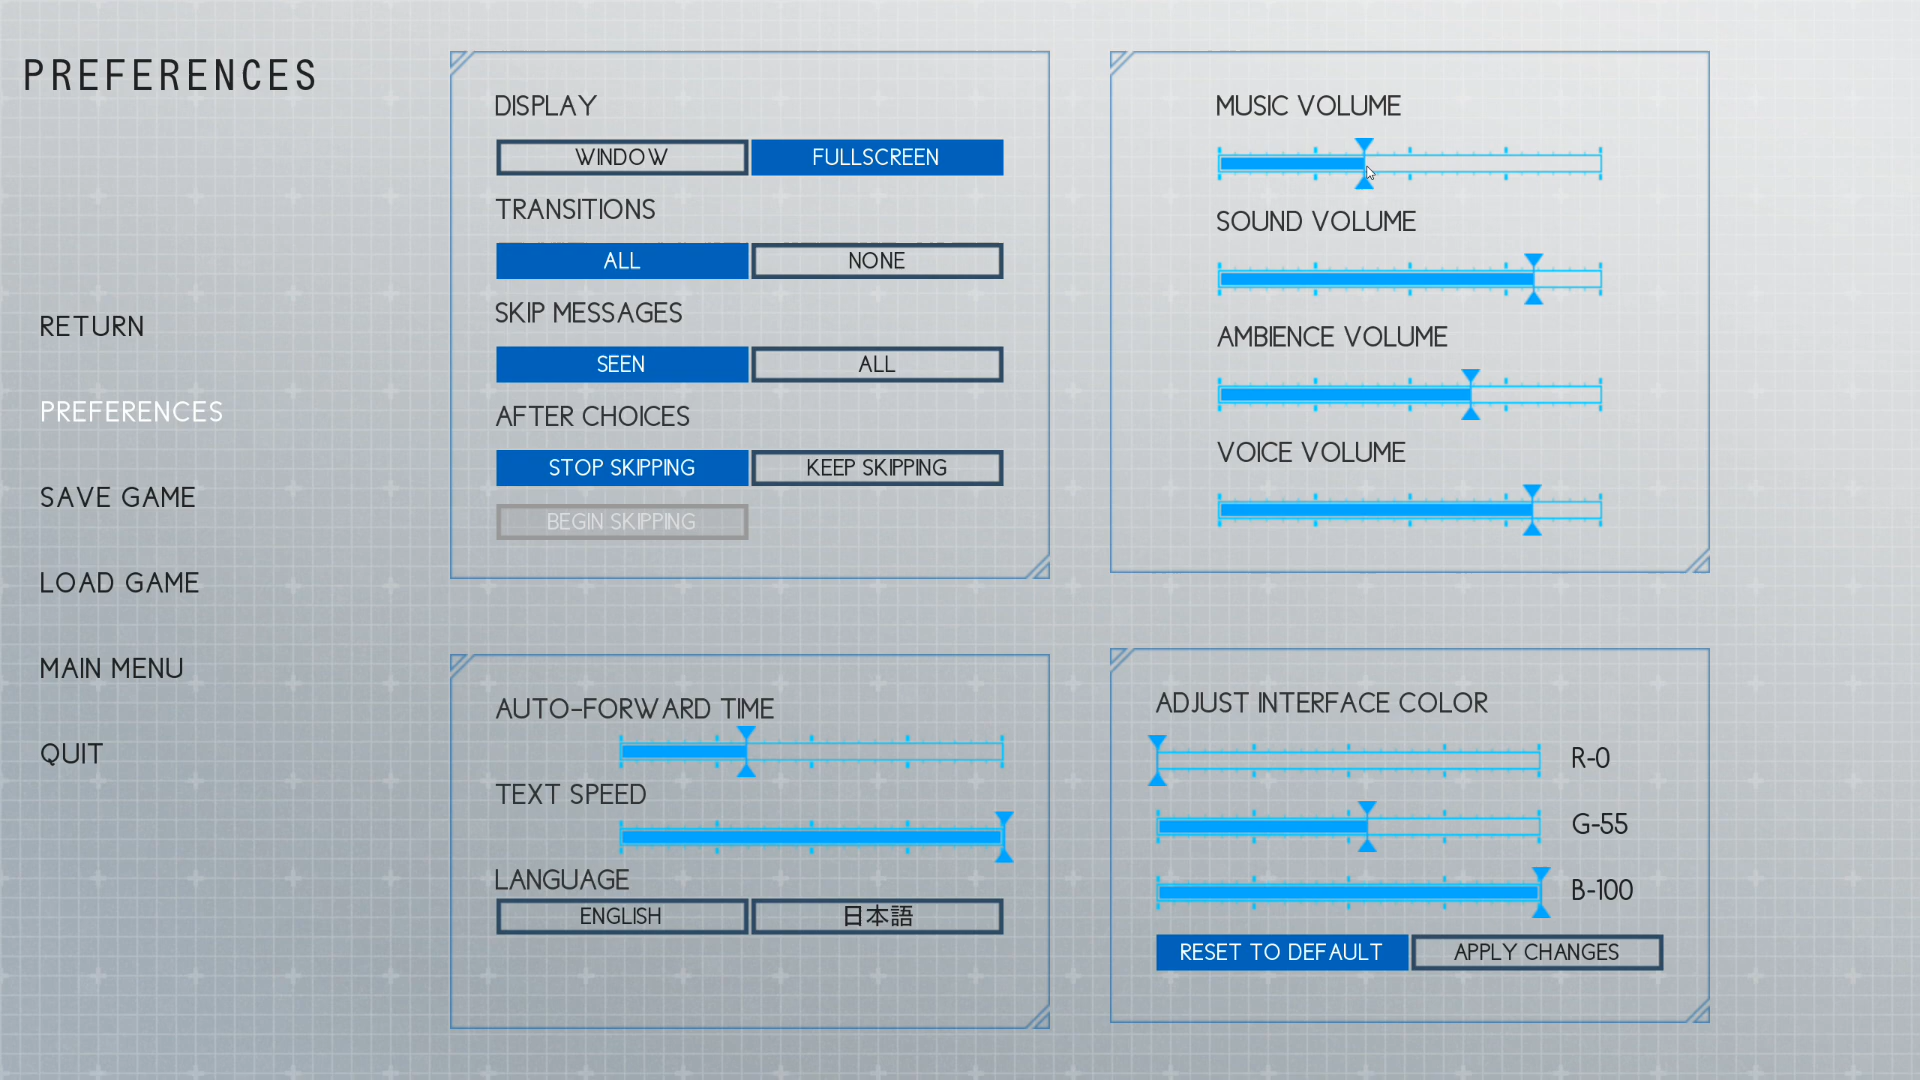 PREFERENCES
RETURN
PREFERENCES
SAVE GAME
LOAD GAME
MAIN MENU
QUIT
DISPLAY
WINDOW FULLSCREEN
TRANSITIONS
ALL NONE
SKIP MESSAGES
SEEN ALL
AFTER CHOICES
STOP SKIPPING KEEP SKIPPING
BEGIN SKIPPING
MUSIC VOLUME
SOUND VOLUME
AMBIENCE VOLUME
VOICE VOLUME
AUTO-FORWARD TIME
TEXT SPEED
LANGUAGE
ENGLISH 日本語
ADJUST INTERFACE COLOR
R-0
G-55
B-100
RESET TO DEFAULT APPLY CHANGES